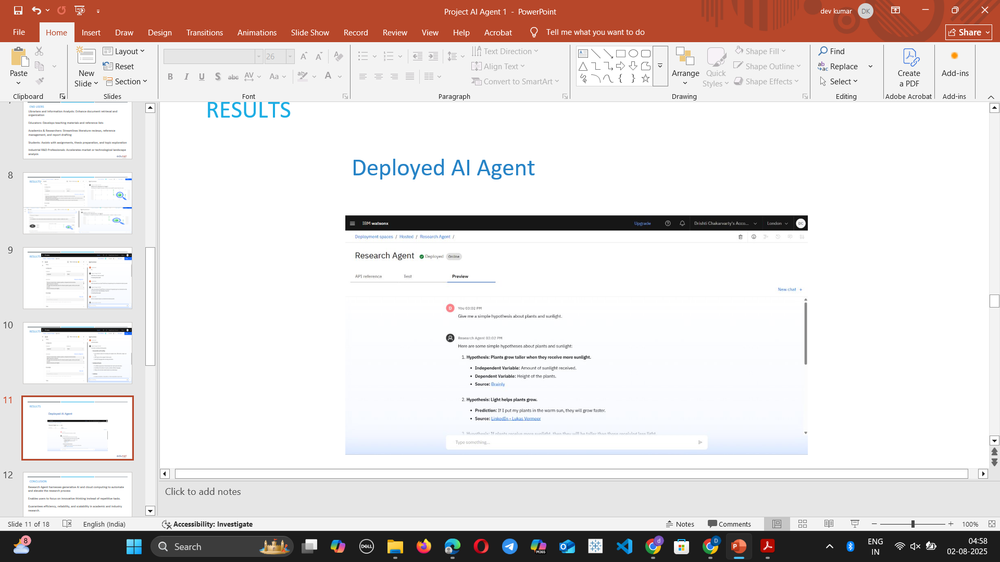 Project AI Agent 1 - PowerPoint
dev kumar
DK
File
Home
Insert
Draw
Design
Transitions
Animations
Slide Show
Record
Review
View
Help
Acrobat
Tell me what you want to do
Share
Paste
New Slide
Layout
Reset
Section
26
B I U S abc AV Aa A
Text Direction
Align Text
Convert to SmartArt
Arrange
Quick Styles
Shape Fill
Shape Outline
Shape Effects
Find
Replace
Select
Create a PDF
Add-ins
Clipboard
Slides
Font
Paragraph
Drawing
Editing
Adobe Acrobat
Add-ins
END USERS
Librarians and Information Analysts: Enhance document retrieval and
organization
Educators: Develops teaching materials and reference lists
Academics & Researchers: Streamlines literature reviews, reference
management, and report drafting
Students: Assists with assignments, thesis preparation, and topic exploration
Industrial R&D Professionals: Accelerates market or technological landscape
analysis
edunet
8
RESULTS
9
RESULTS
10
RESULTS
11
RESULTS
Deployed AI Agent
edunet
12
CONCLUSION
Research Agent harnesses generative AI and cloud computing to automate
and elevate the research process
Enables users to focus on innovative thinking instead of repetitive tasks.
Guarantees efficiency, reliability, and scalability in academic and industry
research.
RESULTS
Deployed AI Agent
IBM watsonx
Upgrade
Drishti Chakarvarty's Acco...
London
DC
Deployment spaces / Hosted / Research Agent /
Research Agent
Deployed
Online
API reference
Test
Preview
New chat +
You 03:02 PM
Give me a simple hypothesis about plants and sunlight.
Research Agent 03:02 PM
Here are some simple hypotheses about plants and sunlight:
1. Hypothesis: Plants grow taller when they receive more sunlight.
• Independent Variable: Amount of sunlight received.
• Dependent Variable: Height of the plants.
• Source: Brainly
2. Hypothesis: Light helps plants grow.
• Prediction: If I put my plants in the warm sun, they will grow faster.
• Source: LinkedIn - Lukas Vermeer
3. Hypothesis: If plants receive more sunlight, then they will be taller than those receiving less light.
Type something...
Click to add notes
Slide 11 of 18
English (India)
Accessibility: Investigate
Notes
Comments
100%
8
Search
DELL
M365
d
D
ENG
IN
04:58
02-08-2025